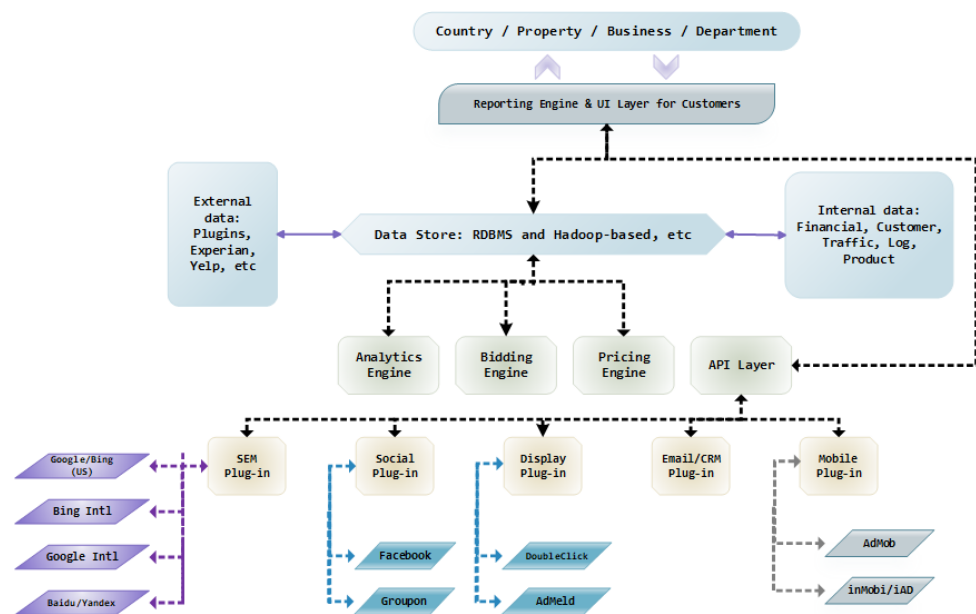 Country / Property / Business / Department
Reporting Engine & UI Layer for Customers
External
data:
Plugins,
Experian,
Yelp, etc
Data Store: RDBMS and Hadoop-based, etc
Internal data:
Financial, Customer,
Traffic, Log,
Product
Analytics
Engine
Bidding
Engine
Pricing
Engine
API Layer
SEM
Plug-in
Social
Plug-in
Display
Plug-in
Email/CRM
Plug-in
Mobile
Plug-in
Google/Bing
(US)
Bing Intl
Google Intl
Baidu/Yandex
Facebook
Groupon
DoubleClick
AdMeld
AdMob
inMobi/iAD